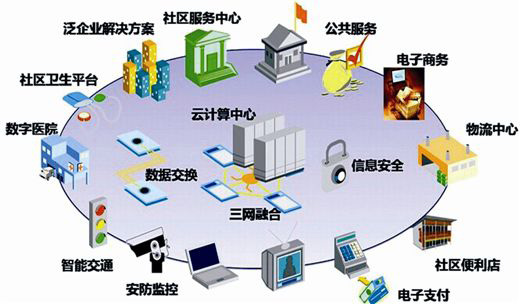 泛企业解决方案
社区服务中心
公共服务
电子商务
社区卫生平台
数字医院
云计算中心
物流中心
数据交换
信息安全
三网融合
智能交通
安防监控
社区便利店
电子支付